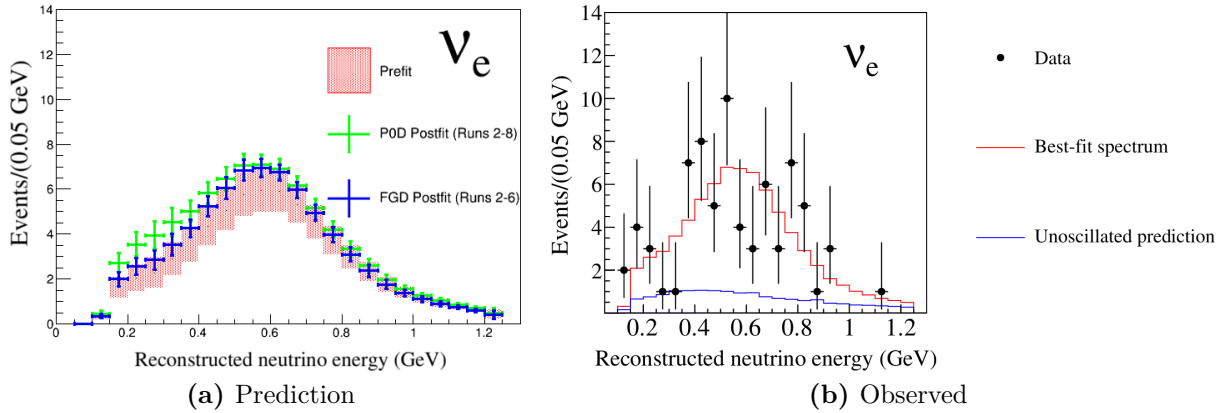 14
12
10
8
6
4
2
0
Events/(0.05 GeV)
νe
Prefit
P0D Postfit (Runs 2-8)
FGD Postfit (Runs 2-6)
0 0.2 0.4 0.6 0.8 1 1.2
Reconstructed neutrino energy (GeV)
(a) Prediction
14
12
10
8
6
4
2
Events/(0.05 GeV)
νe
0.2 0.4 0.6 0.8 1 1.2
Reconstructed neutrino energy (GeV)
(b) Observed
Data
Best-fit spectrum
Unoscillated prediction